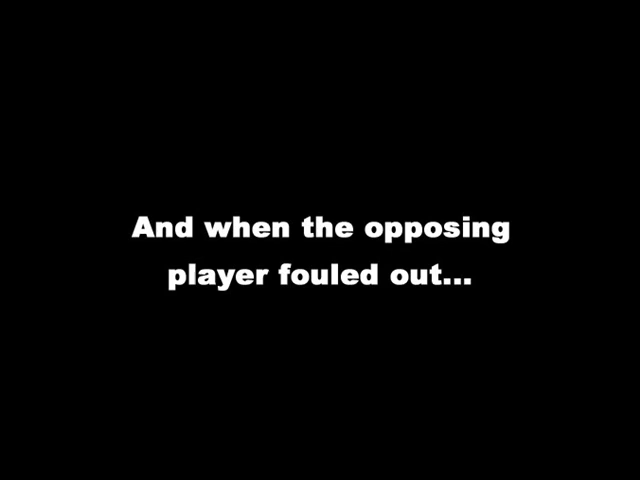 And when the opposing
player fouled out...